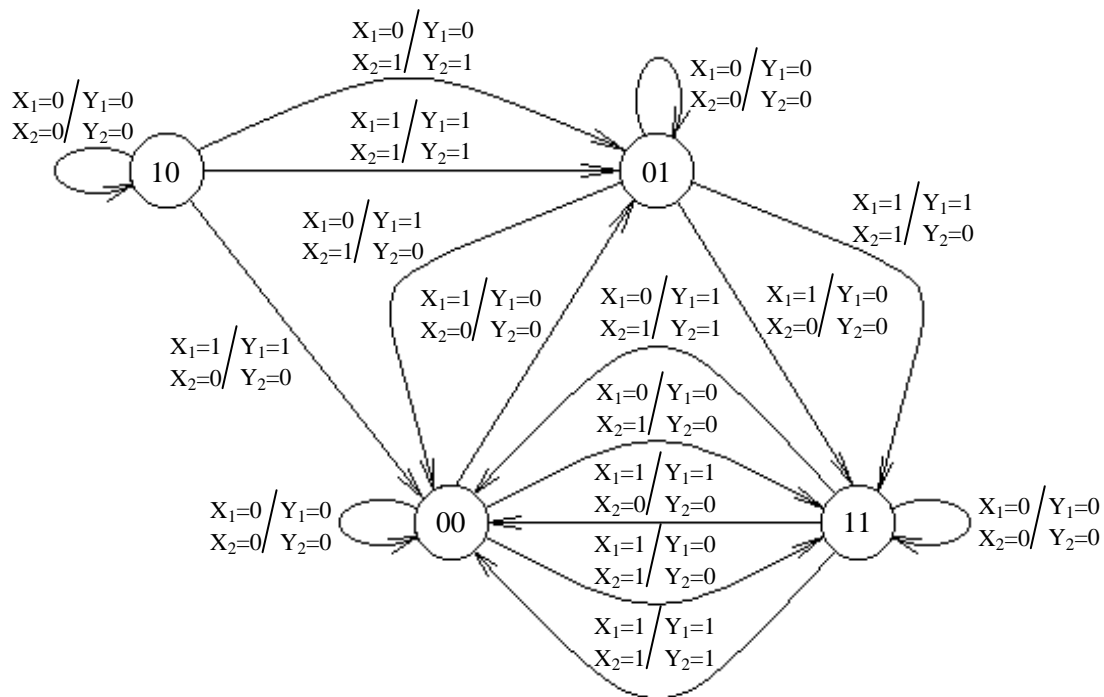 X₁=0 / Y₁=0
X₂=1 / Y₂=1
X₁=0 / Y₁=0
X₂=0 / Y₂=0
X₁=0 / Y₁=0
X₂=0 / Y₂=0
X₁=1 / Y₁=1
X₂=1 / Y₂=1
10
01
X₁=0 / Y₁=1
X₂=1 / Y₂=0
X₁=1 / Y₁=1
X₂=1 / Y₂=0
X₁=1 / Y₁=0
X₂=0 / Y₂=0
X₁=0 / Y₁=1
X₂=1 / Y₂=1
X₁=1 / Y₁=0
X₂=0 / Y₂=0
X₁=1 / Y₁=1
X₂=0 / Y₂=0
X₁=0 / Y₁=0
X₂=1 / Y₂=0
X₁=1 / Y₁=1
X₂=0 / Y₂=0
X₁=0 / Y₁=0
X₂=0 / Y₂=0
00
11
X₁=0 / Y₁=0
X₂=0 / Y₂=0
X₁=1 / Y₁=0
X₂=1 / Y₂=0
X₁=1 / Y₁=1
X₂=1 / Y₂=1